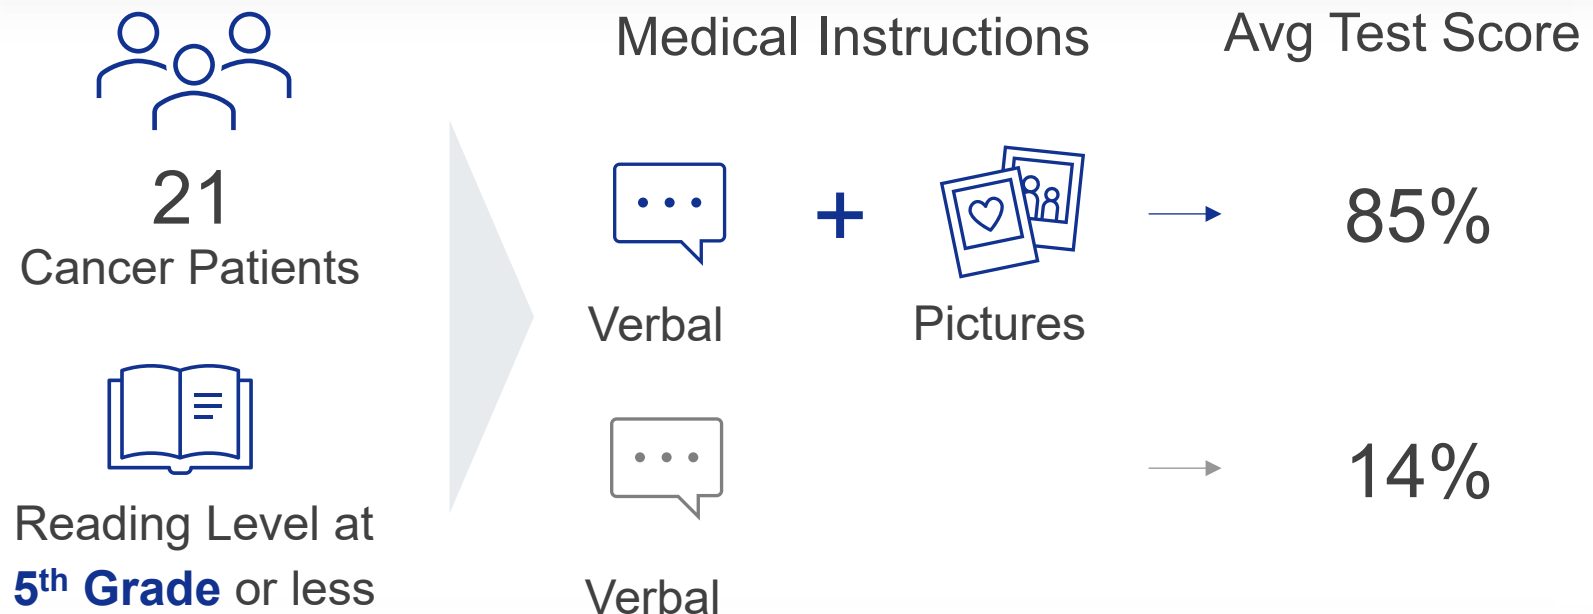 Medical Instructions
Avg Test Score
21
Cancer Patients
Reading Level at
5th Grade or less
+
Verbal
Pictures
85%
Verbal
14%